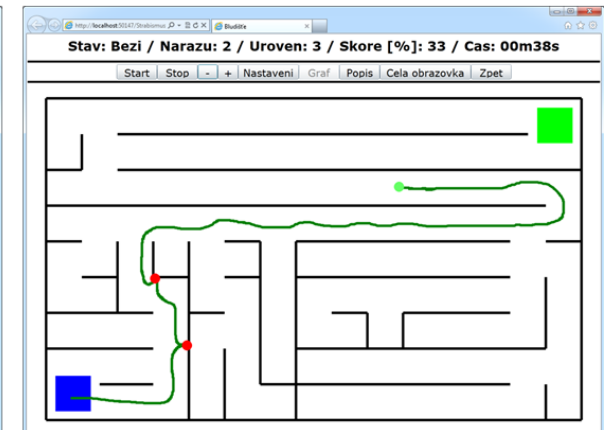 http://localhost:50147/Strabismus
Bludiště
Stav: Bezi / Narazu: 2 / Uroven: 3 / Skore [%]: 33 / Cas: 00m38s
Start Stop - + Nastaveni Graf Popis Cela obrazovka Zpet